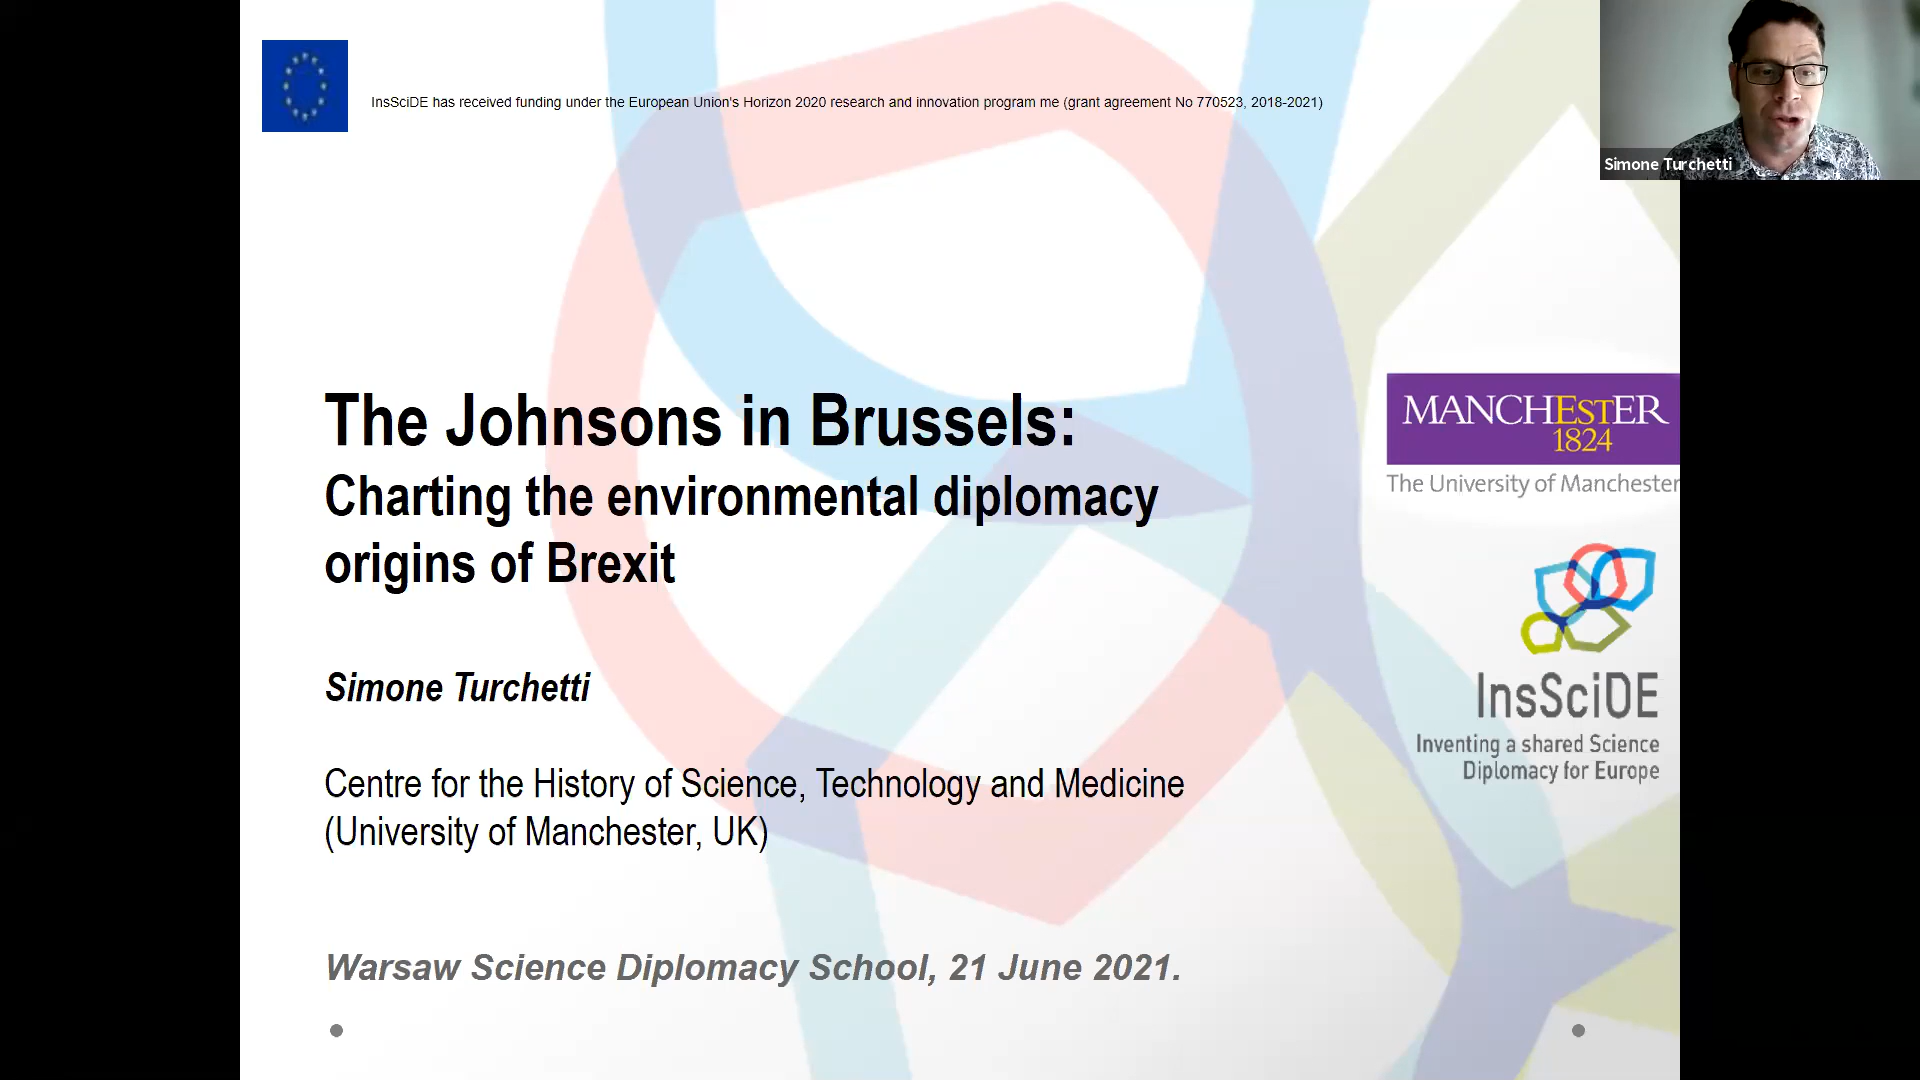 InsSciDE has received funding under the European Union's Horizon 2020 research and innovation program me (grant agreement No 770523, 2018-2021)
Simone Turchetti
The Johnsons in Brussels:
Charting the environmental diplomacy
origins of Brexit
MANCHESTER
1824
The University of Manchester
Simone Turchetti
InsSciDE
Inventing a shared Science
Diplomacy for Europe
Centre for the History of Science, Technology and Medicine
(University of Manchester, UK)
Warsaw Science Diplomacy School, 21 June 2021.